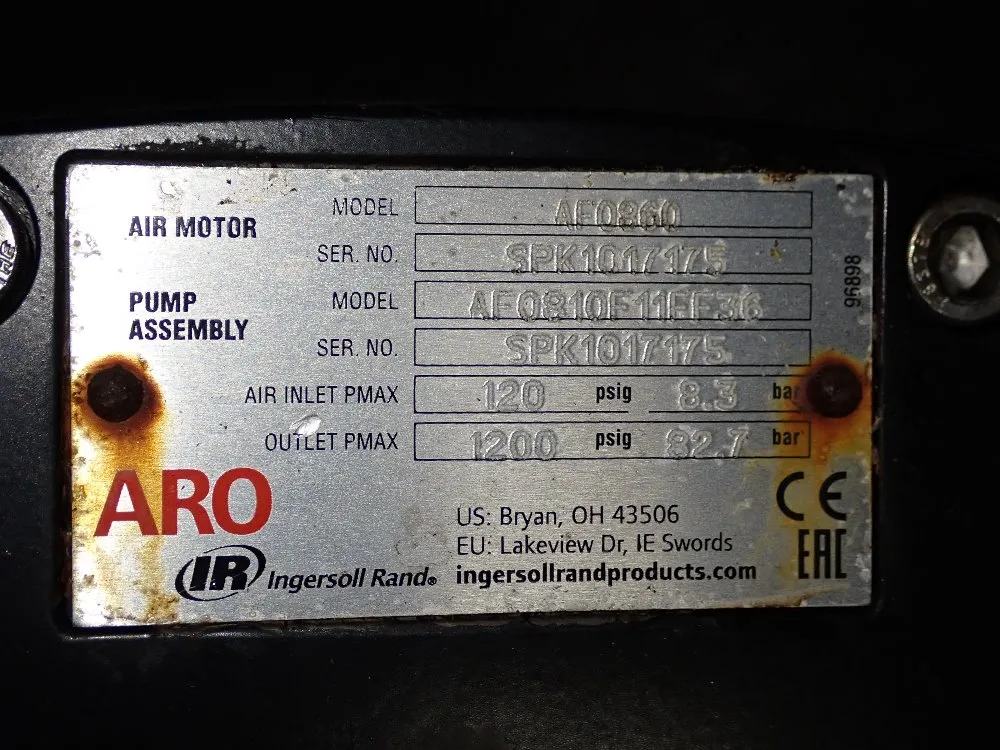 AIR MOTOR
MODEL AF0860
SER. NO. SPK1017175
PUMP ASSEMBLY
MODEL AF0810F11FF36
SER. NO. SPK1017175
AIR INLET PMAX 120 psig 8.3 bar
OUTLET PMAX 1200 psig 82.7 bar
96898
ARO
IR Ingersoll Rand®
US: Bryan, OH 43506
EU: Lakeview Dr, IE Swords
ingersollrandproducts.com
CE
EAC